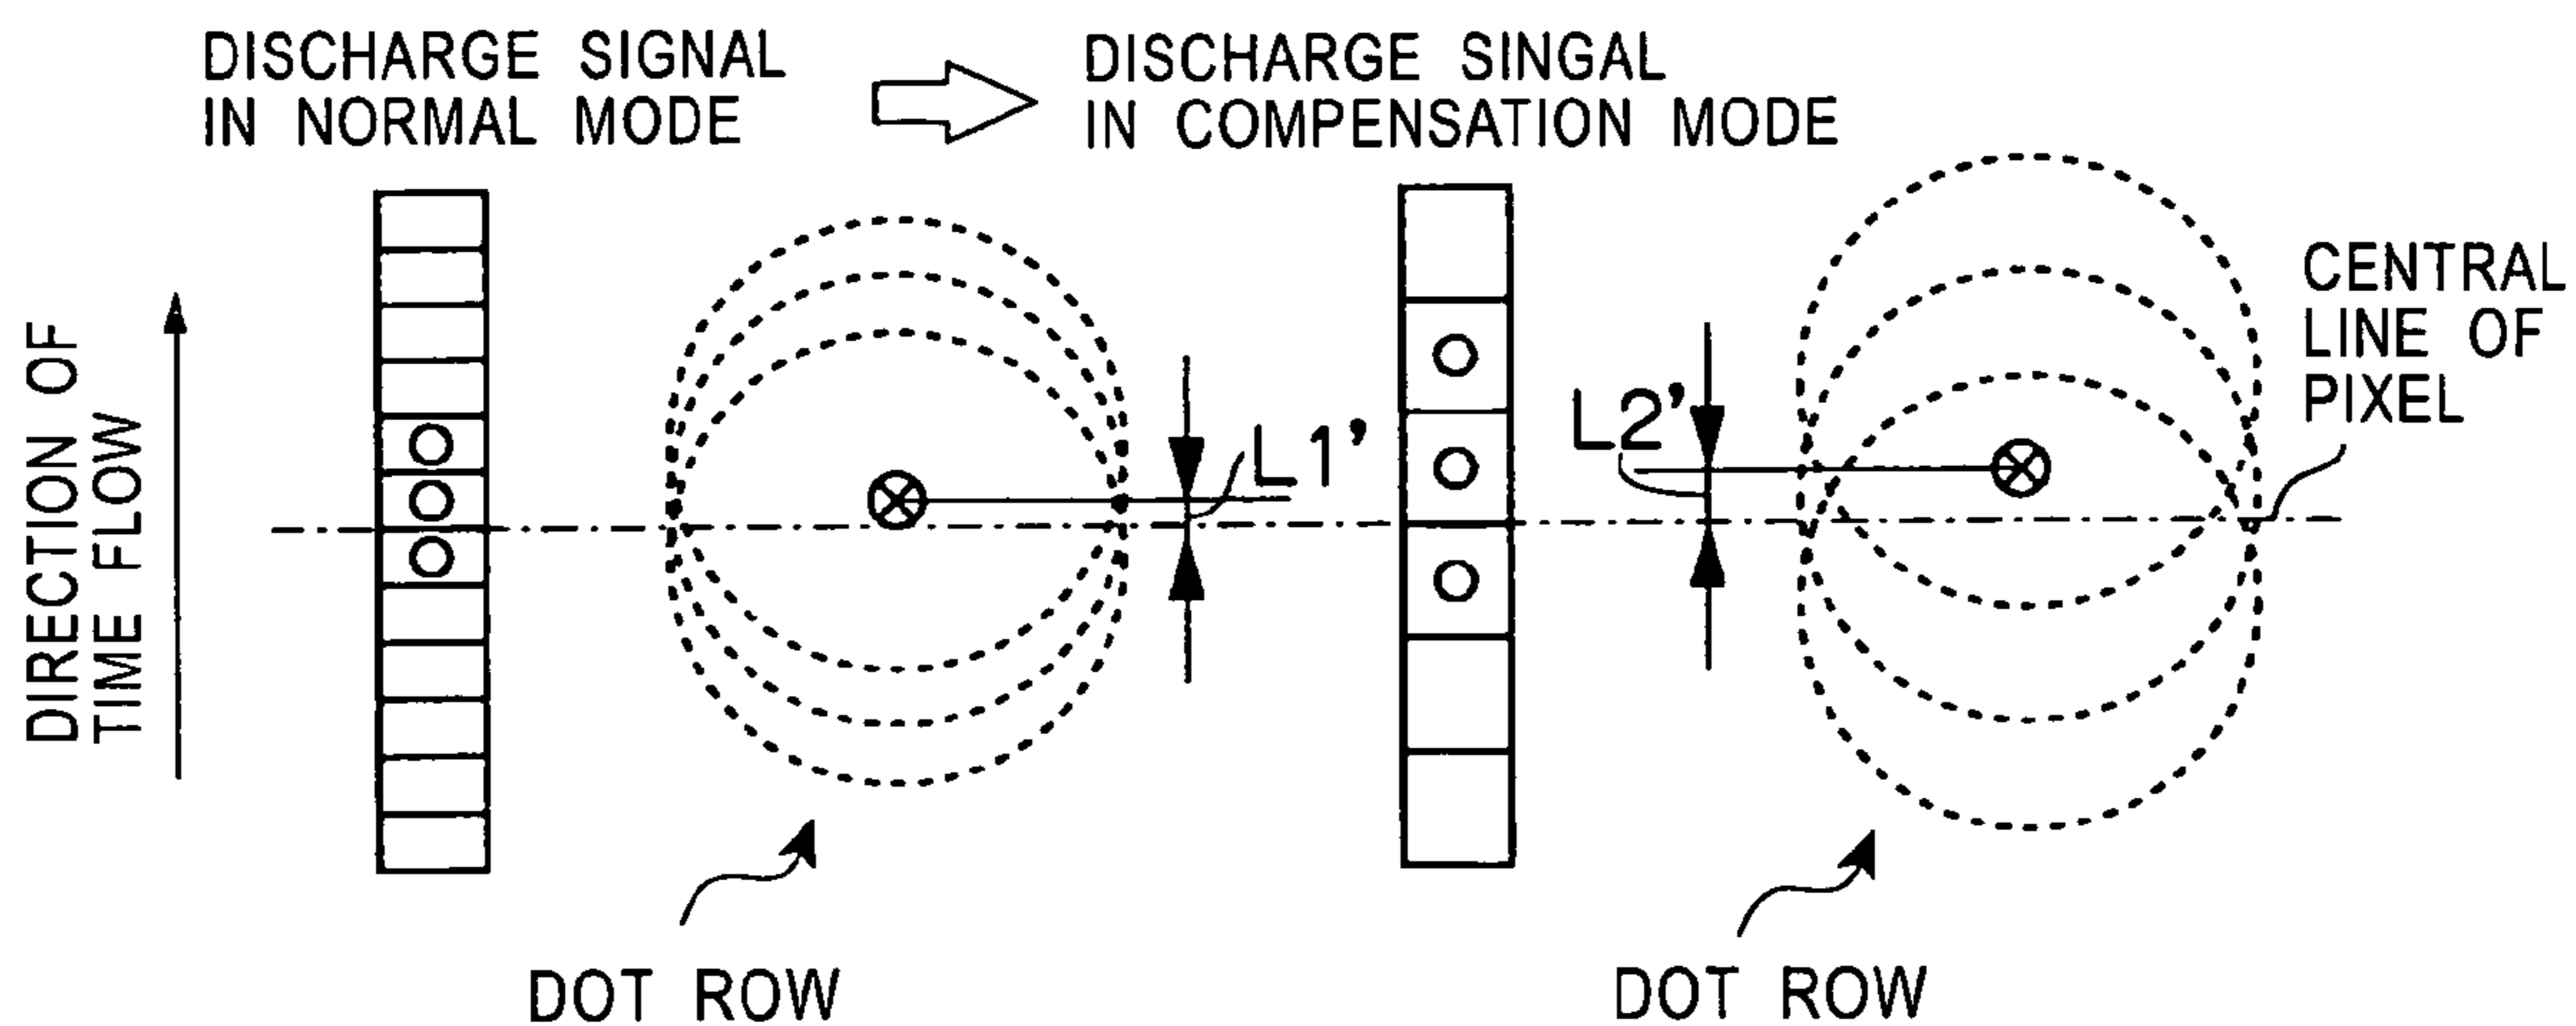 DISCHARGE SIGNAL
IN NORMAL MODE
DISCHARGE SINGAL
IN COMPENSATION MODE
DIRECTION OF
TIME FLOW
L1’
L2’
CENTRAL
LINE OF
PIXEL
DOT ROW
DOT ROW